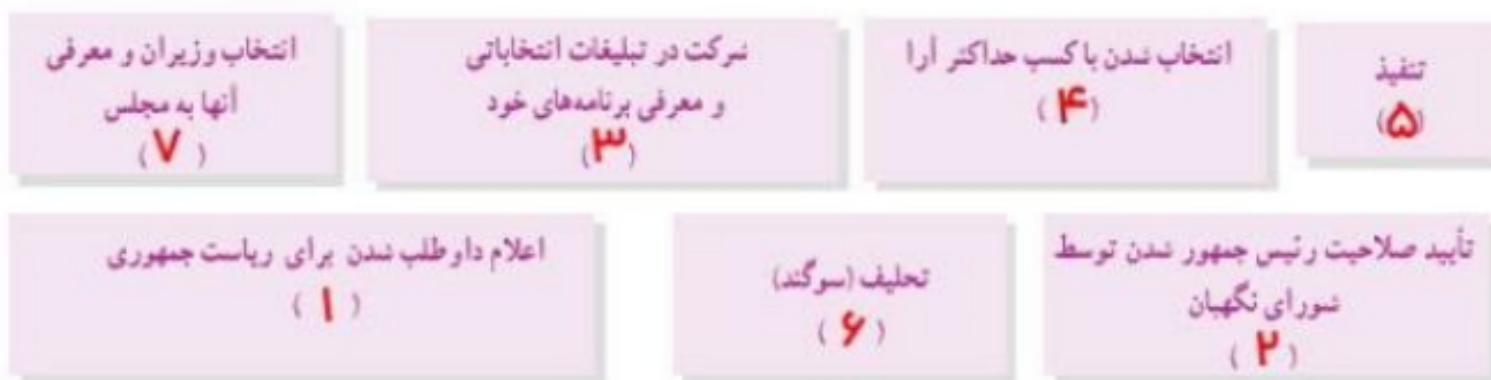 تنفیذ
(۵)
انتخاب شدن با کسب حداکثر آرا
(۴)
شرکت در تبلیغات انتخاباتی
و معرفی برنامه‌های خود
(۳)
انتخاب وزیران و معرفی
آنها به مجلس
(۷)
تأیید صلاحیت رئیس جمهور شدن توسط
شورای نگهبان
(۲)
تحلیف (سوگند)
(۶)
اعلام داوطلب شدن برای ریاست جمهوری
(۱)